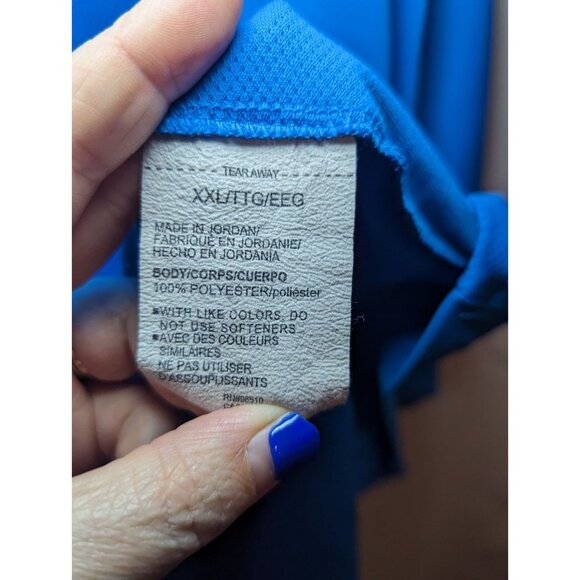 TEAR AWAY
XXL/TTG/EEG
MADE IN JORDAN/
FABRIQUÉ EN JORDANIE/
HECHO EN JORDANIA
BODY/CORPS/CUERPO
100% POLYESTER/poliéster
■WITH LIKE COLORS, DO
NOT USE SOFTENERS
■AVEC DES COULEURS
SIMILAIRES
NE PAS UTILISER
D'ASSOUPLISSANTS